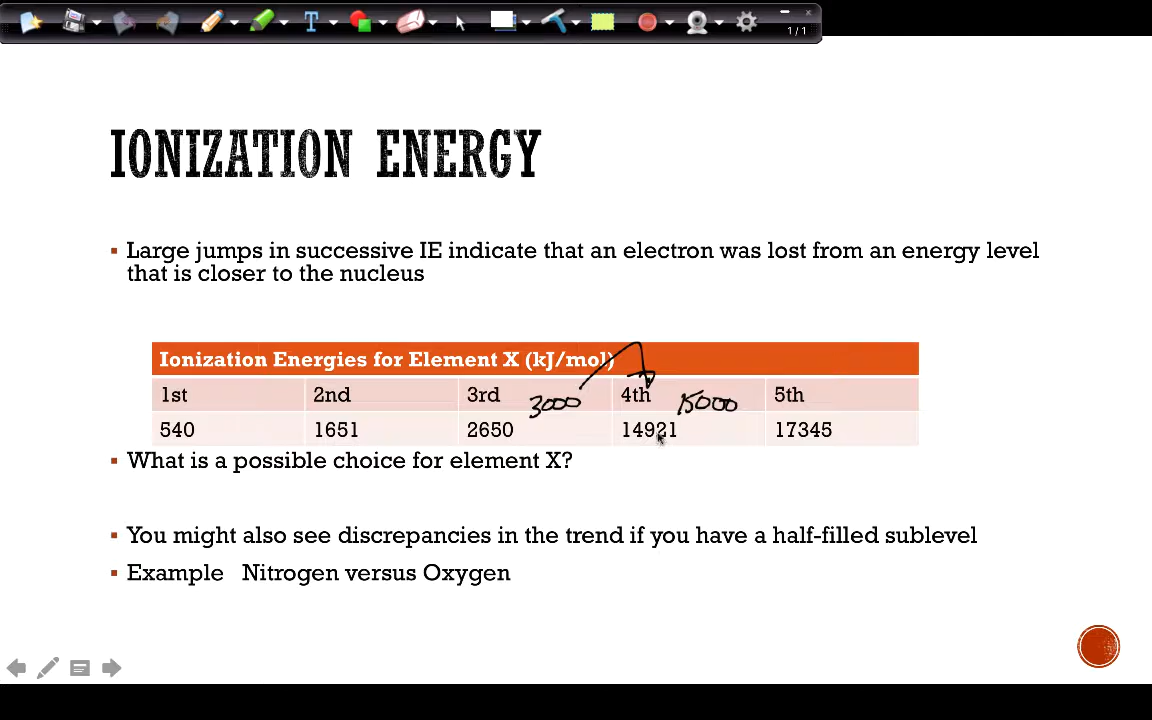 1/1
IONIZATION ENERGY
▪ Large jumps in successive IE indicate that an electron was lost from an energy level
that is closer to the nucleus
Ionization Energies for Element X (kJ/mol)
1st 2nd 3rd 3000 4th 15000 5th
540 1651 2650 14921 17345
▪ What is a possible choice for element X?
▪ You might also see discrepancies in the trend if you have a half-filled sublevel
▪ Example Nitrogen versus Oxygen